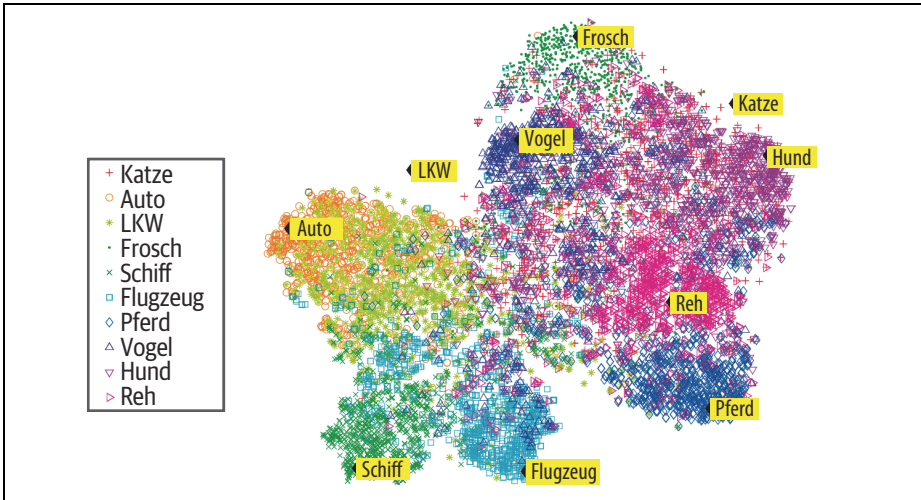 Frosch
Katze
Vogel
Hund
LKW
Auto
Reh
Pferd
Schiff
Flugzeug
Katze
Auto
LKW
Frosch
Schiff
Flugzeug
Pferd
Vogel
Hund
Reh